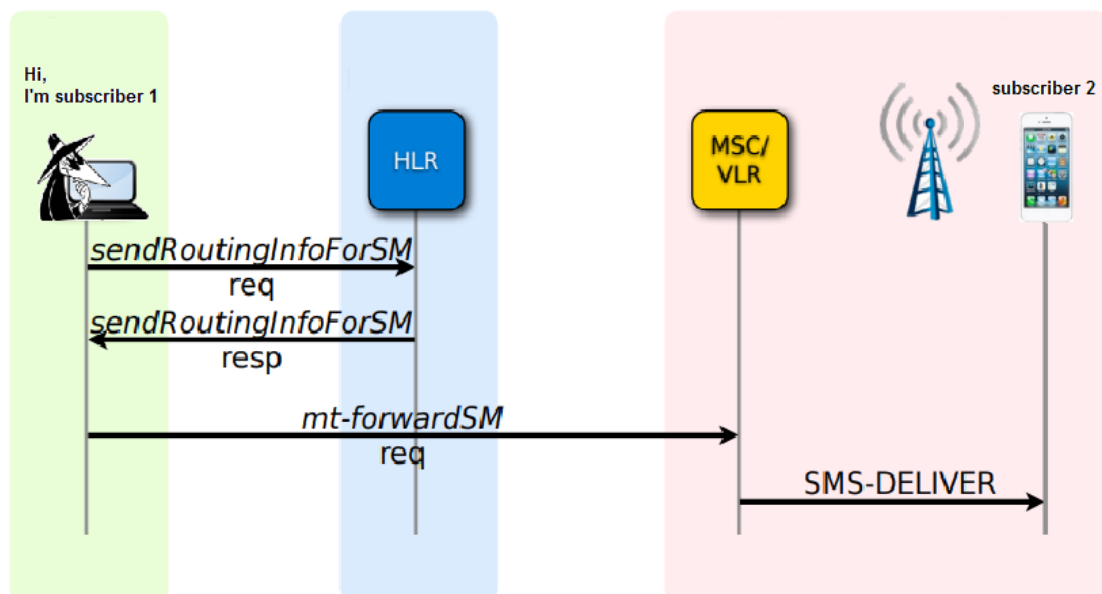 Hi,
I'm subscriber 1
subscriber 2
HLR
MSC/
VLR
sendRoutingInfoForSM
req
sendRoutingInfoForSM
resp
mt-forwardSM
req
SMS-DELIVER